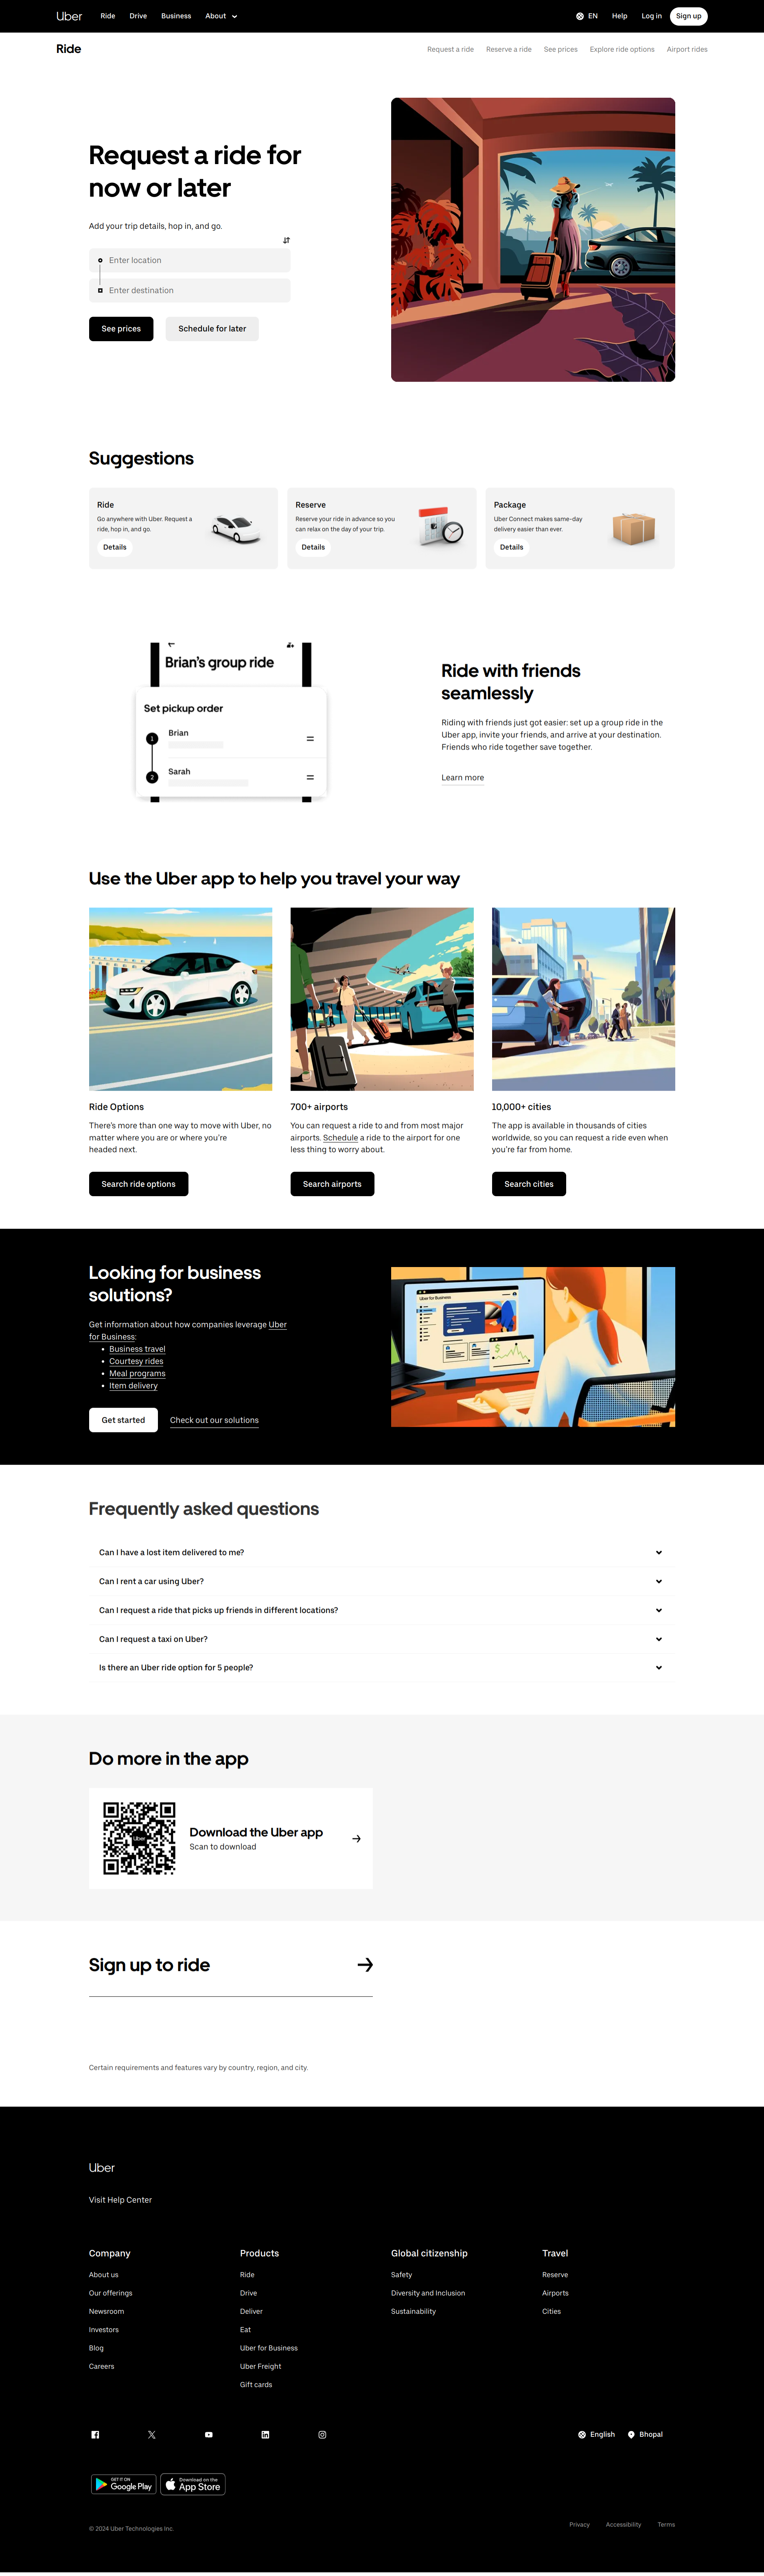 Uber Ride Drive Business About EN Help Log in Sign up
Ride Request a ride Reserve a ride See prices Explore ride options Airport rides
Request a ride for
now or later
Add your trip details, hop in, and go.
Enter location
Enter destination
See prices Schedule for later
Suggestions
Ride
Go anywhere with Uber. Request a
ride, hop in, and go.
Details
Reserve
Reserve your ride in advance so you
can relax on the day of your trip.
Details
Package
Uber Connect makes same-day
delivery easier than ever.
Details
Brian's group ride
Set pickup order
1 Brian
2 Sarah
Ride with friends
seamlessly
Riding with friends just got easier: set up a group ride in the
Uber app, invite your friends, and arrive at your destination.
Friends who ride together save together.
Learn more
Use the Uber app to help you travel your way
Ride Options
There's more than one way to move with Uber, no
matter where you are or where you're
headed next.
Search ride options
700+ airports
You can request a ride to and from most major
airports. Schedule a ride to the airport for one
less thing to worry about.
Search airports
10,000+ cities
The app is available in thousands of cities
worldwide, so you can request a ride even when
you're far from home.
Search cities
Looking for business
solutions?
Get information about how companies leverage Uber
for Business:
• Business travel
• Courtesy rides
• Meal programs
• Item delivery
Get started Check out our solutions
Uber for Business
Frequently asked questions
Can I have a lost item delivered to me?
Can I rent a car using Uber?
Can I request a ride that picks up friends in different locations?
Can I request a taxi on Uber?
Is there an Uber ride option for 5 people?
Do more in the app
Uber
Download the Uber app
Scan to download
Sign up to ride
Certain requirements and features vary by country, region, and city.
Uber
Visit Help Center
Company
About us
Our offerings
Newsroom
Investors
Blog
Careers
Products
Ride
Drive
Deliver
Eat
Uber for Business
Uber Freight
Gift cards
Global citizenship
Safety
Diversity and Inclusion
Sustainability
Travel
Reserve
Airports
Cities
English Bhopal
GET IT ON
Google Play
Download on the
App Store
© 2024 Uber Technologies Inc.
Privacy Accessibility Terms